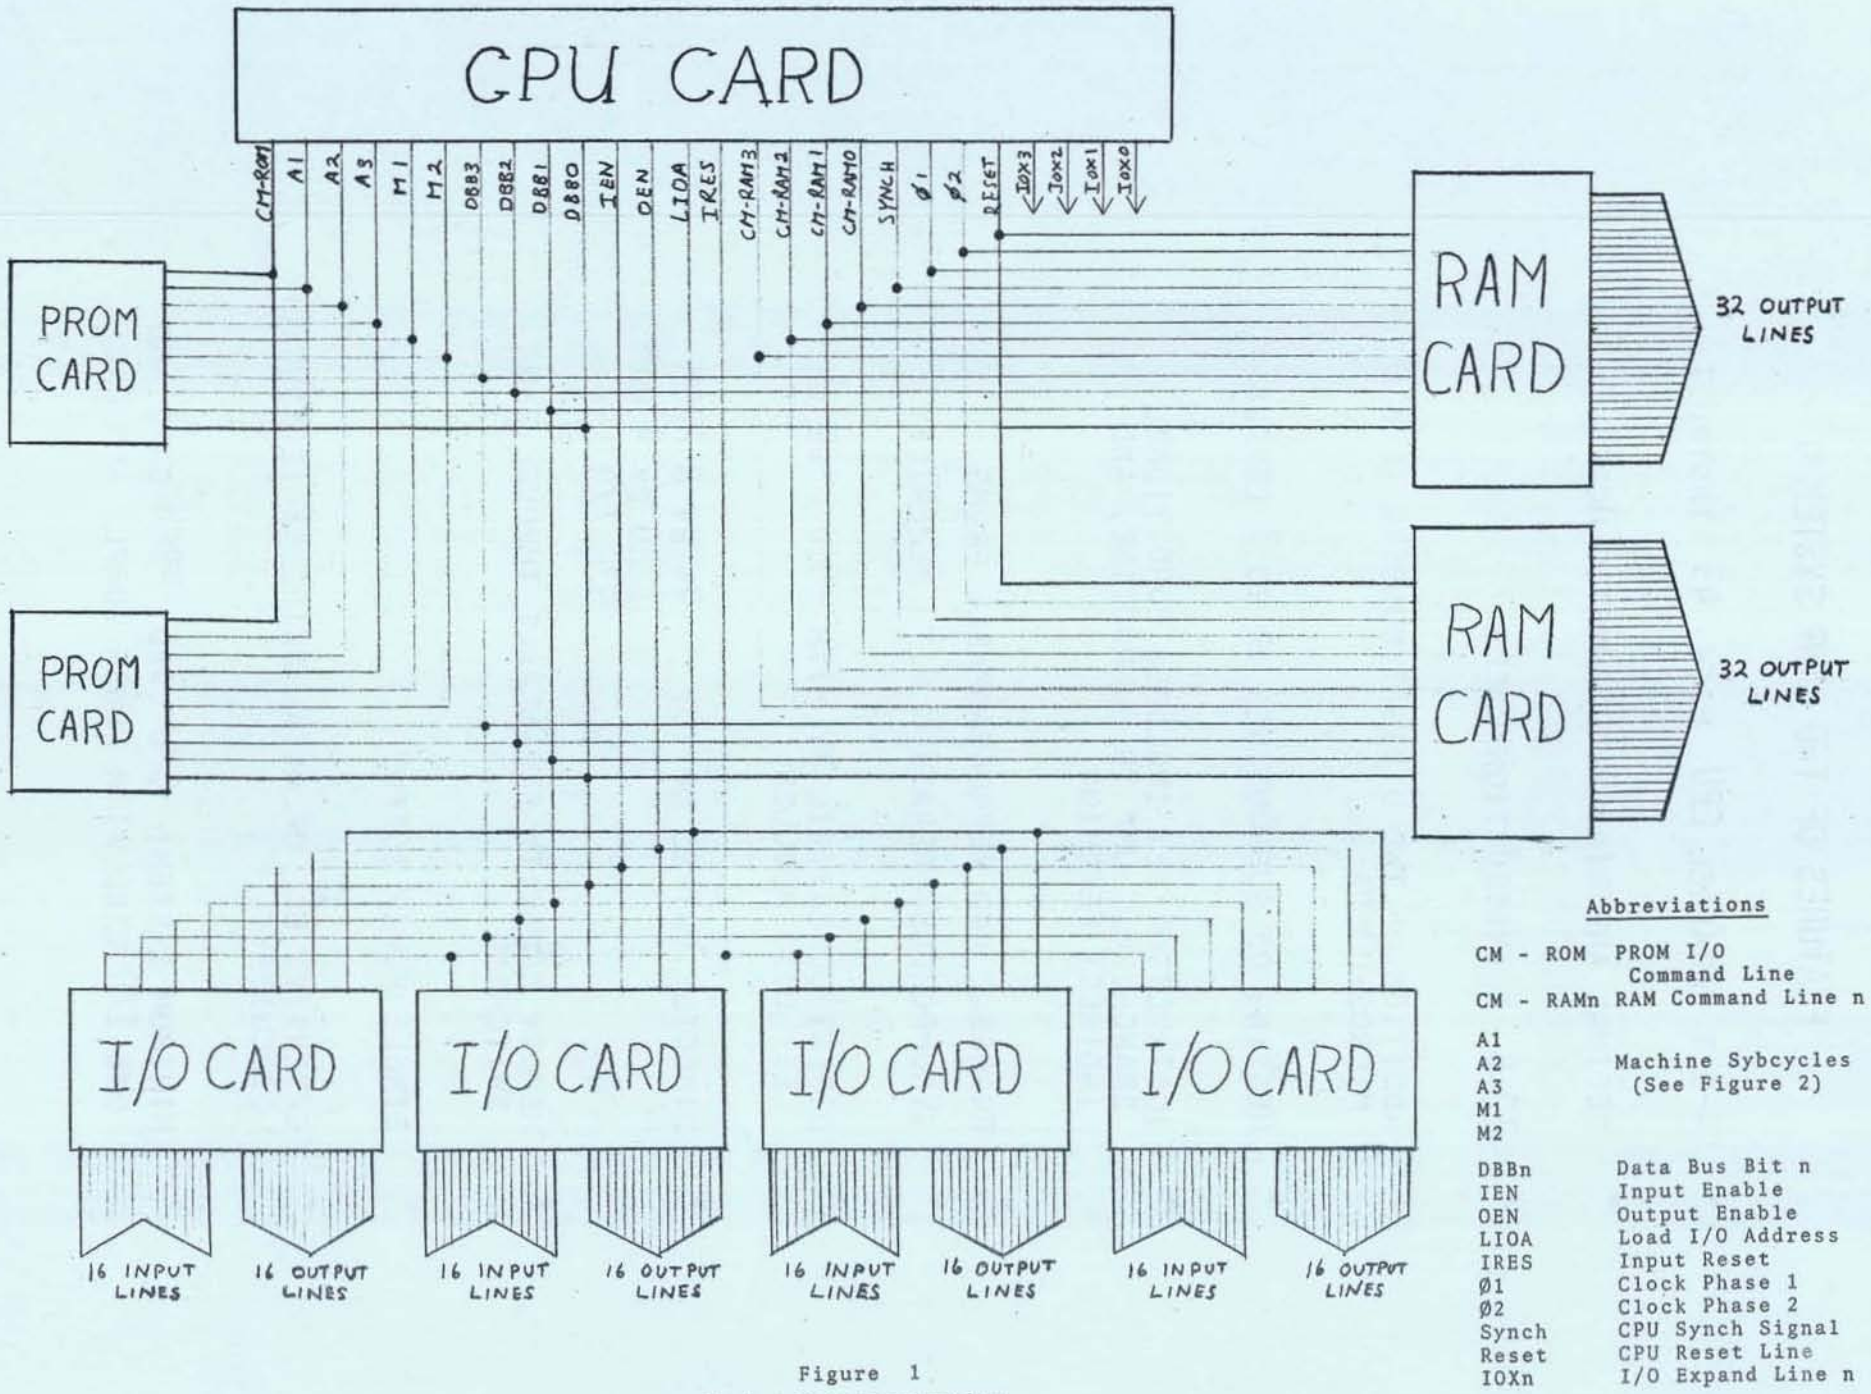 CPU CARD
CM-ROM
A1
A2
A3
M1
M2
DBB3
DBB2
DBB1
DBB0
IEN
OEN
LIOA
IRES
CM-RAM3
CM-RAM2
CM-RAM1
CM-RAM0
SYNCH
Ø1
Ø2
RESET
IOX3
IOX2
IOX1
IOX0
PROM
CARD
RAM
CARD
32 OUTPUT
LINES
PROM
CARD
RAM
CARD
32 OUTPUT
LINES
I/O CARD
I/O CARD
I/O CARD
I/O CARD
16 INPUT
LINES
16 OUTPUT
LINES
16 INPUT
LINES
16 OUTPUT
LINES
16 INPUT
LINES
16 OUTPUT
LINES
16 INPUT
LINES
16 OUTPUT
LINES
Abbreviations
CM - ROM PROM I/O
Command Line
CM - RAMn RAM Command Line n
A1
A2 Machine Sybcycles
A3 (See Figure 2)
M1
M2
DBBn Data Bus Bit n
IEN Input Enable
OEN Output Enable
LIOA Load I/O Address
IRES Input Reset
Ø1 Clock Phase 1
Ø2 Clock Phase 2
Synch CPU Synch Signal
Reset CPU Reset Line
IOXn I/O Expand Line n
Figure 1